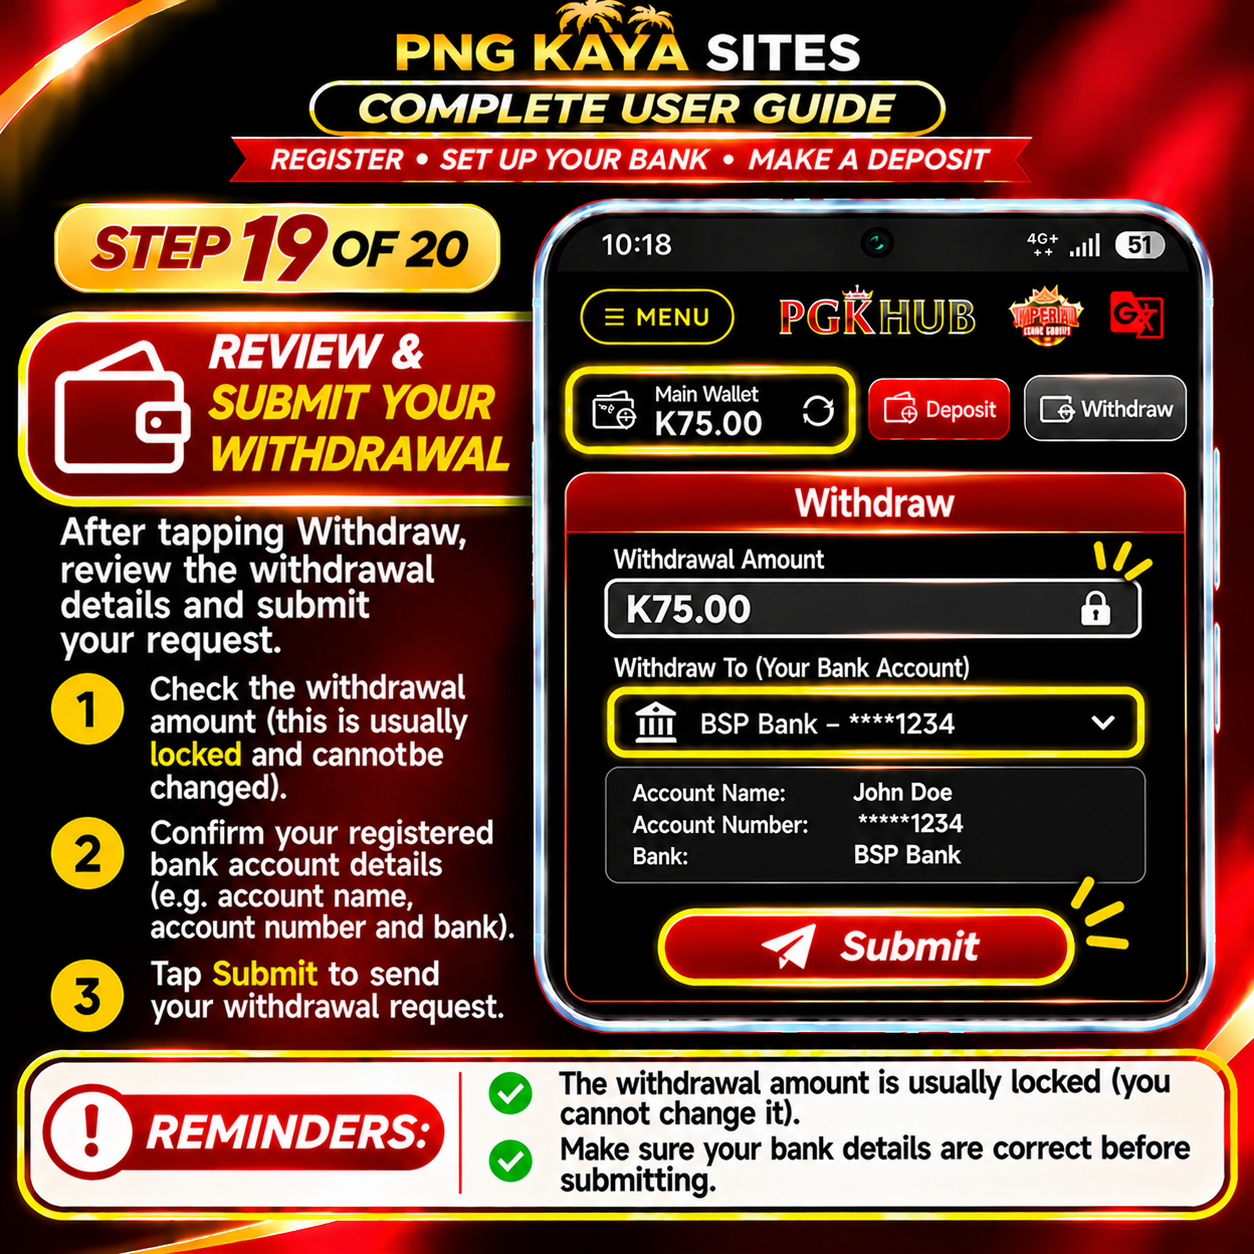 PNG KAYA SITES
COMPLETE USER GUIDE
REGISTER • SET UP YOUR BANK • MAKE A DEPOSIT
STEP 19 OF 20
REVIEW &
SUBMIT YOUR
WITHDRAWAL
After tapping Withdraw,
review the withdrawal
details and submit
your request.
1
Check the withdrawal
amount (this is usually
locked and cannotbe
changed).
2
Confirm your registered
bank account details
(e.g. account name,
account number and bank).
3
Tap Submit to send
your withdrawal request.
10:18
4G+
++
51
☰ MENU
PGKHUB
IMPERIAL
GX
Main Wallet
K75.00
Deposit
Withdraw
Withdraw
Withdrawal Amount
K75.00
Withdraw To (Your Bank Account)
BSP Bank – ****1234
Account Name: John Doe
Account Number: *****1234
Bank: BSP Bank
Submit
! REMINDERS:
The withdrawal amount is usually locked (you
cannot change it).
Make sure your bank details are correct before
submitting.